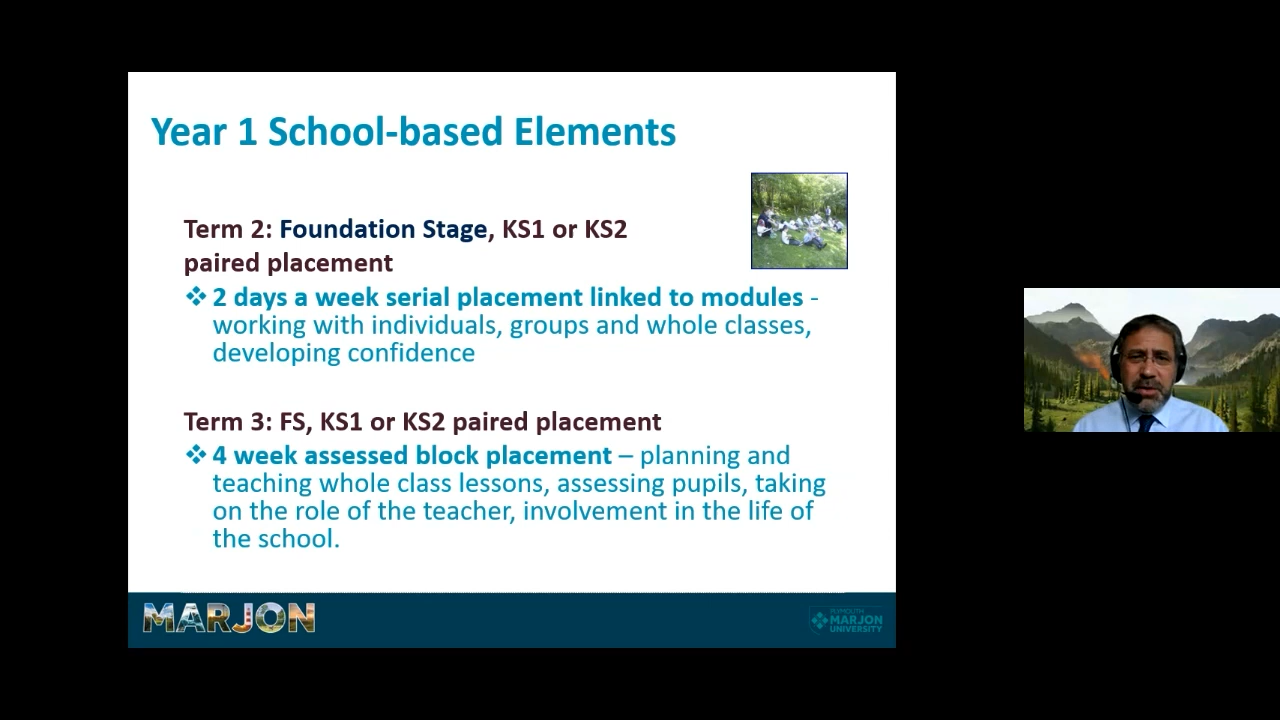 Year 1 School-based Elements
Term 2: Foundation Stage, KS1 or KS2
paired placement
❖ 2 days a week serial placement linked to modules -
working with individuals, groups and whole classes,
developing confidence
Term 3: FS, KS1 or KS2 paired placement
❖ 4 week assessed block placement – planning and
teaching whole class lessons, assessing pupils, taking
on the role of the teacher, involvement in the life of
the school.
MARJON
PLYMOUTH
MARJON
UNIVERSITY